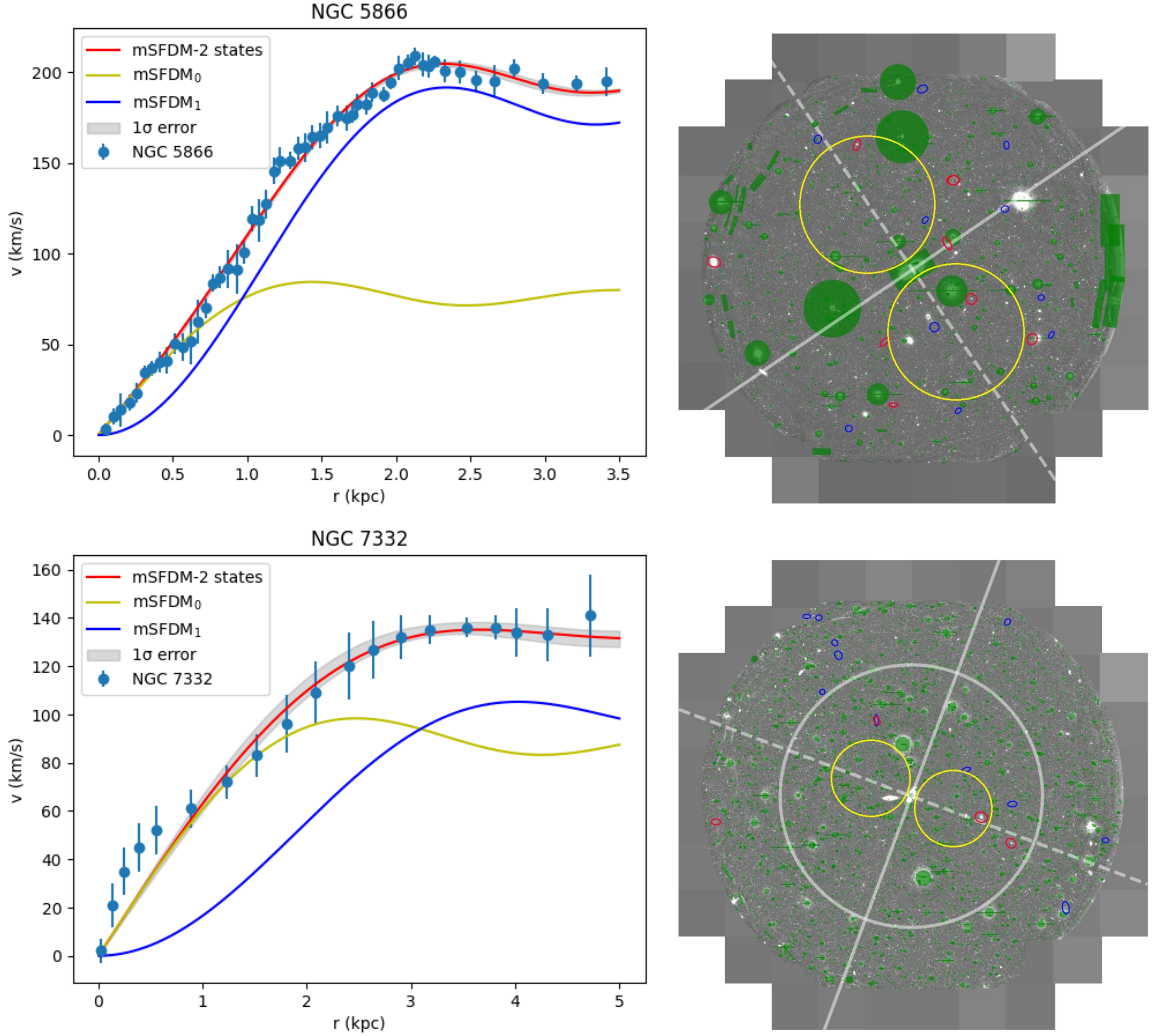 NGC 5866
v (km/s)
200
150
100
50
0
mSFDM-2 states
mSFDM₀
mSFDM₁
1σ error
NGC 5866
0.0 0.5 1.0 1.5 2.0 2.5 3.0 3.5
r (kpc)
NGC 7332
v (km/s)
160
140
120
100
80
60
40
20
0
mSFDM-2 states
mSFDM₀
mSFDM₁
1σ error
NGC 7332
0 1 2 3 4 5
r (kpc)